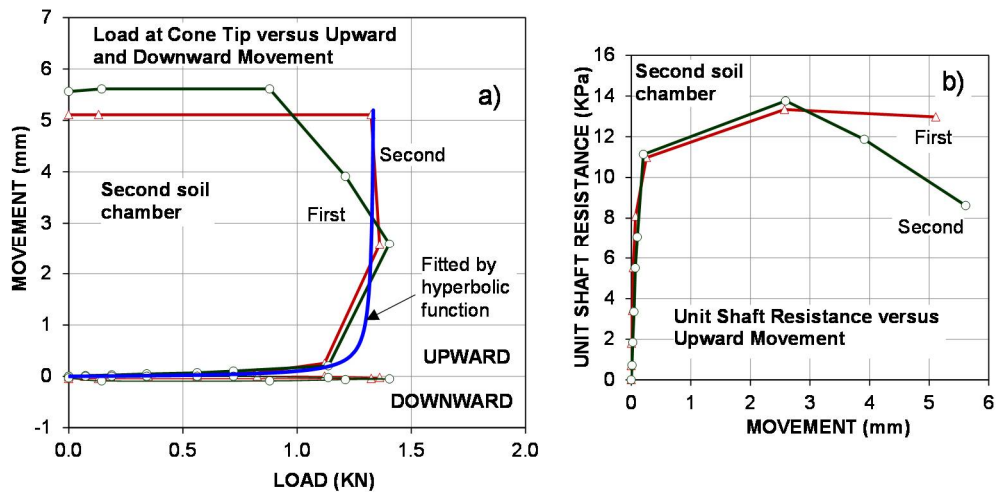 Load at Cone Tip versus Upward
and Downward Movement
a)
Second
Second soil
chamber
First
Fitted by
hyperbolic
function
UPWARD
DOWNWARD
MOVEMENT (mm)
7
6
5
4
3
2
1
0
-1
0.0
0.5
1.0
1.5
2.0
LOAD (KN)
Second soil
chamber
b)
First
Second
Unit Shaft Resistance versus
Upward Movement
UNIT SHAFT RESISTANCE (KPa)
16
14
12
10
8
6
4
2
0
0
1
2
3
4
5
6
MOVEMENT (mm)